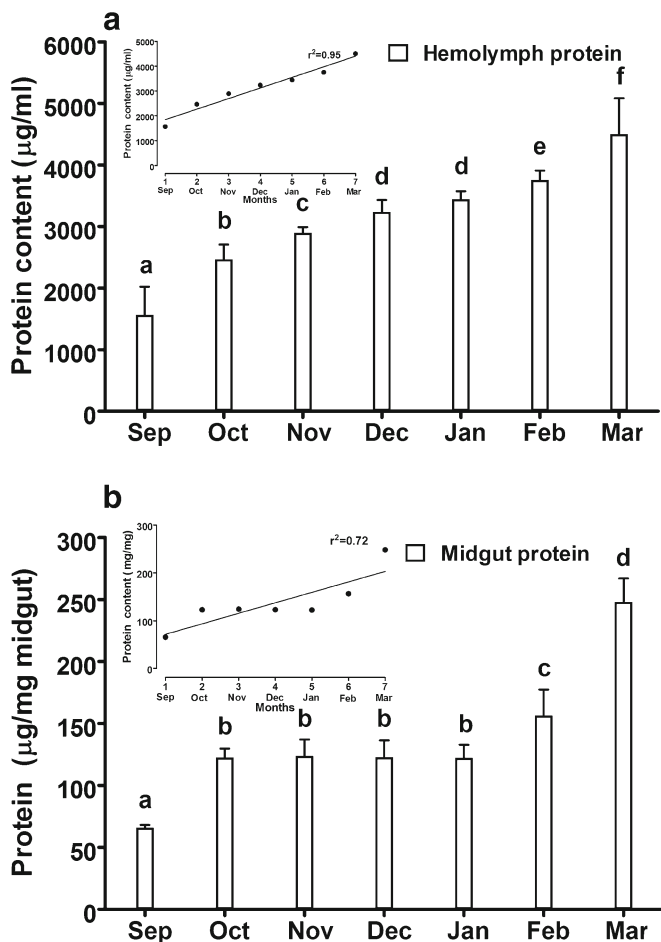 a
Hemolymph protein
Protein content (µg/ml)
6000
5000
4000
3000
2000
1000
0
a
b
c
d
d
e
f
Sep Oct Nov Dec Jan Feb Mar
Protein content (µg/ml)
5000
4000
3000
2000
1000
0
r²=0.95
1 2 3 4 5 6 7
Sep Oct Nov Dec Jan Feb Mar
Months
b
Midgut protein
Protein (µg/mg midgut)
300
250
200
150
100
50
0
a
b
b
b
b
c
d
Sep Oct Nov Dec Jan Feb Mar
Protein content (mg/mg)
300
200
100
0
r²=0.72
1 2 3 4 5 6 7
Sep Oct Nov Dec Jan Feb Mar
Months